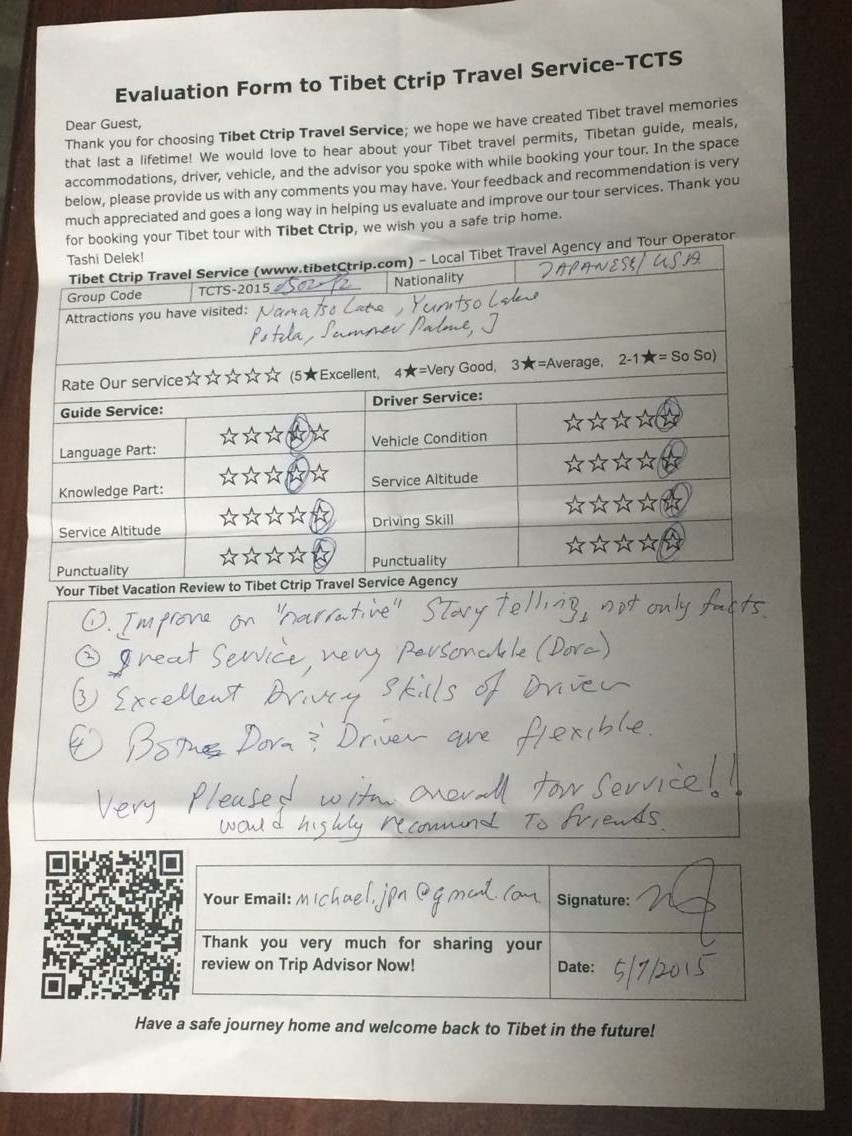 Evaluation Form to Tibet Ctrip Travel Service-TCTS
Dear Guest,
Thank you for choosing Tibet Ctrip Travel Service; we hope we have created Tibet travel memories
that last a lifetime! We would love to hear about your Tibet travel permits, Tibetan guide, meals,
accommodations, driver, vehicle, and the advisor you spoke with while booking your tour. In the space
below, please provide us with any comments you may have. Your feedback and recommendation is very
much appreciated and goes a long way in helping us evaluate and improve our tour services. Thank you
for booking your Tibet tour with Tibet Ctrip, we wish you a safe trip home.
Tashi Delek!
Tibet Ctrip Travel Service (www.tibetCtrip.com) – Local Tibet Travel Agency and Tour Operator
Group Code TCTS-2015 Nationality JAPANESE/USA
Attractions you have visited: Namatso Lake, Yumtso Lake
Potala, Summer Palace,
Rate Our service☆☆☆☆☆ (5★Excellent, 4★=Very Good, 3★=Average, 2-1★= So So)
Guide Service: Driver Service:
Language Part: ☆☆☆☆☆ Vehicle Condition ☆☆☆☆☆
Knowledge Part: ☆☆☆☆☆ Service Altitude ☆☆☆☆☆
Service Altitude ☆☆☆☆☆ Driving Skill ☆☆☆☆☆
Punctuality ☆☆☆☆☆ Punctuality ☆☆☆☆☆
Your Tibet Vacation Review to Tibet Ctrip Travel Service Agency
①. Improve on "narrative" Story telling, not only facts.
② great Service, very personable (Dora)
③ Excellent Driving skills of Driver
④ Both Dora & Driver are flexible.
Very Pleased with overall tour service!!
would highly recommend To friends.
Your Email: michael.jpn@gmail.com Signature:
Thank you very much for sharing your
review on Trip Advisor Now! Date: 5/7/2015
Have a safe journey home and welcome back to Tibet in the future!